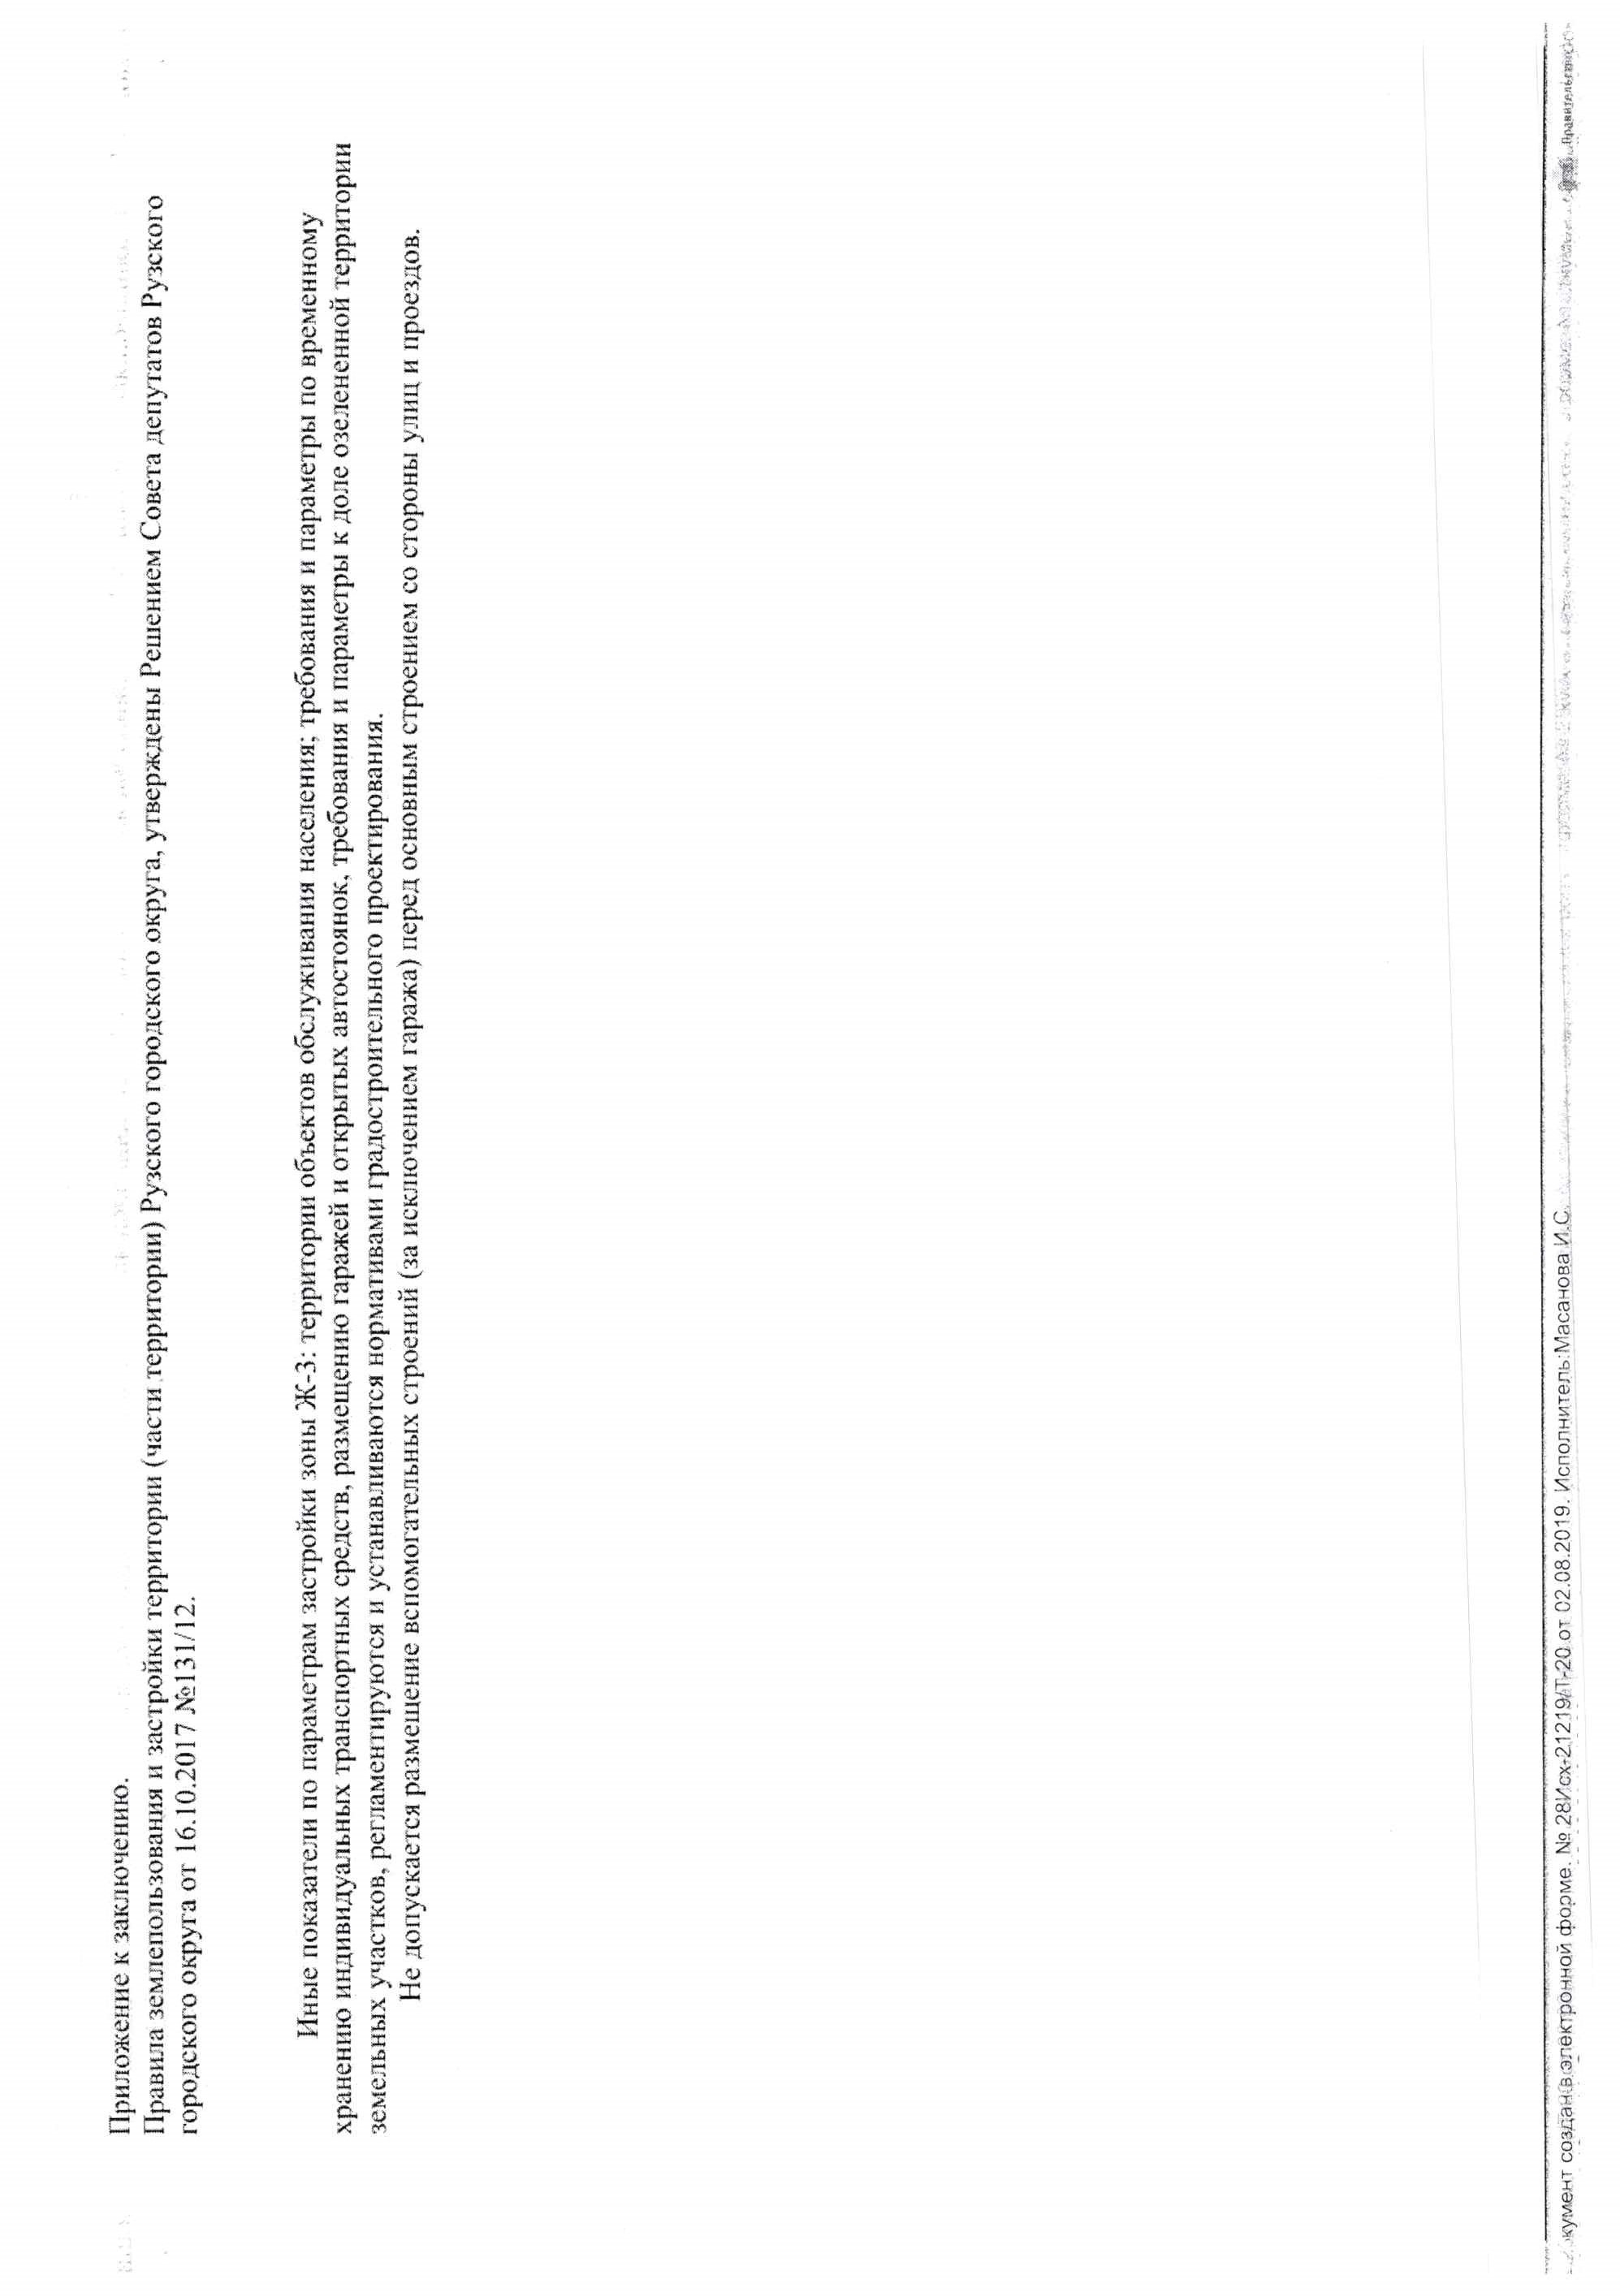 Приложение к заключению.
Правила землепользования и застройки территории (части территории) Рузского городского округа, утверждены Решением Совета депутатов Рузского
городского округа от 16.10.2017 №131/12.
Иные показатели по параметрам застройки зоны Ж-3: территории объектов обслуживания населения; требования и параметры по временному
хранению индивидуальных транспортных средств, размещению гаражей и открытых автостоянок, требования и параметры к доле озелененной территории
земельных участков, регламентируются и устанавливаются нормативами градостроительного проектирования.
Не допускается размещение вспомогательных строений (за исключением гаража) перед основным строением со стороны улиц и проездов.
кумент создан в электронной форме. № 28Исх-21219/Т-20 от 02.08.2019. Исполнитель:Масанова И.С.